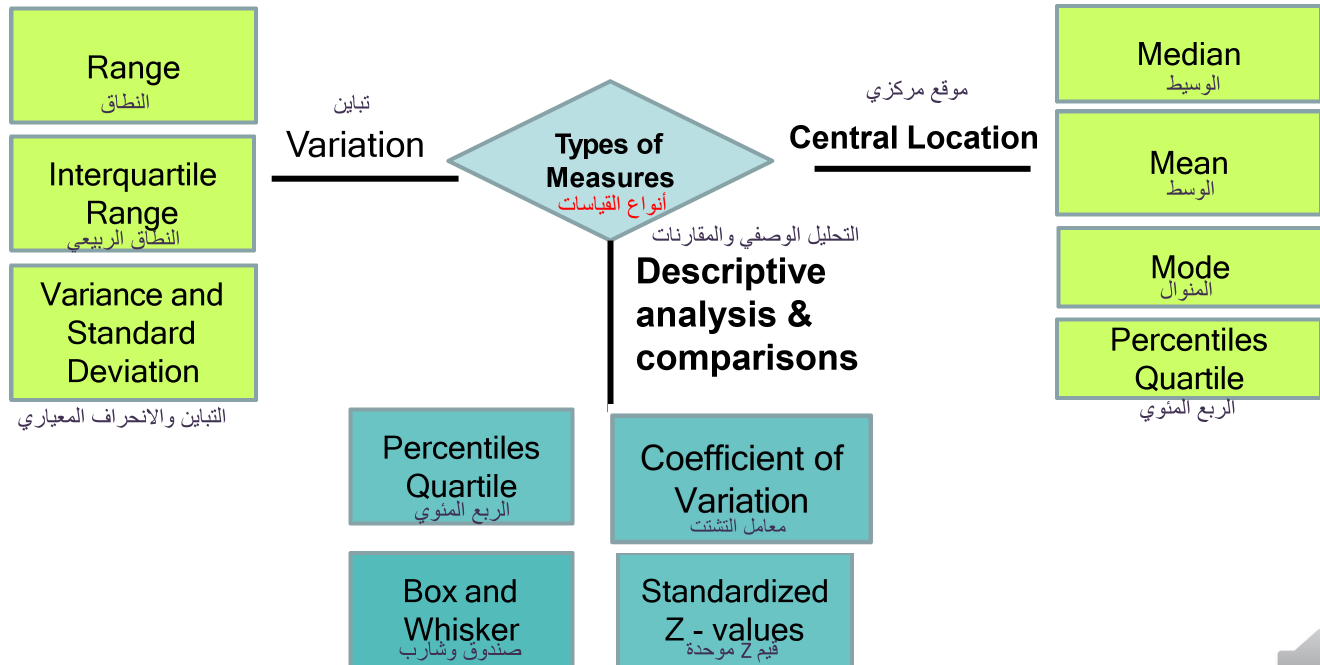 Range
النطاق
Interquartile
Range
النطاق الربيعي
Variance and
Standard
Deviation
التباين والانحراف المعياري
تباين
Variation
Types of
Measures
أنواع القياسات
موقع مركزي
Central Location
Median
الوسيط
Mean
الوسط
Mode
المنوال
Percentiles
Quartile
الربع المئوي
التحليل الوصفي والمقارنات
Descriptive
analysis &
comparisons
Percentiles
Quartile
الربع المئوي
Coefficient of
Variation
معامل التشتت
Box and
Whisker
صندوق وشارب
Standardized
Z - values
قيم Z موحدة